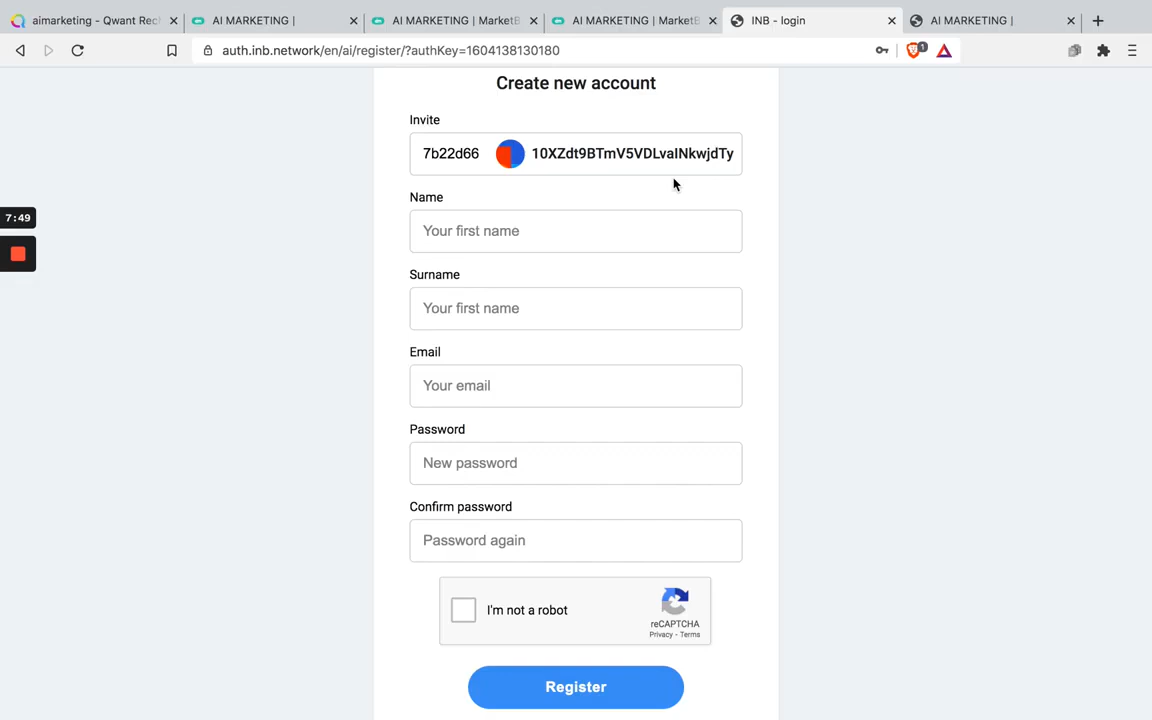 aimarketing - Qwant Rec
AI MARKETING |
AI MARKETING | MarketB
AI MARKETING | MarketB
INB - login
AI MARKETING |
auth.inb.network/en/ai/register/?authKey=1604138130180
1
Create new account
Invite
7b22d66 10XZdt9BTmV5VDLvaINkwjdTy
Name
7:49
Your first name
Surname
Your first name
Email
Your email
Password
New password
Confirm password
Password again
I'm not a robot
reCAPTCHA
Privacy - Terms
Register